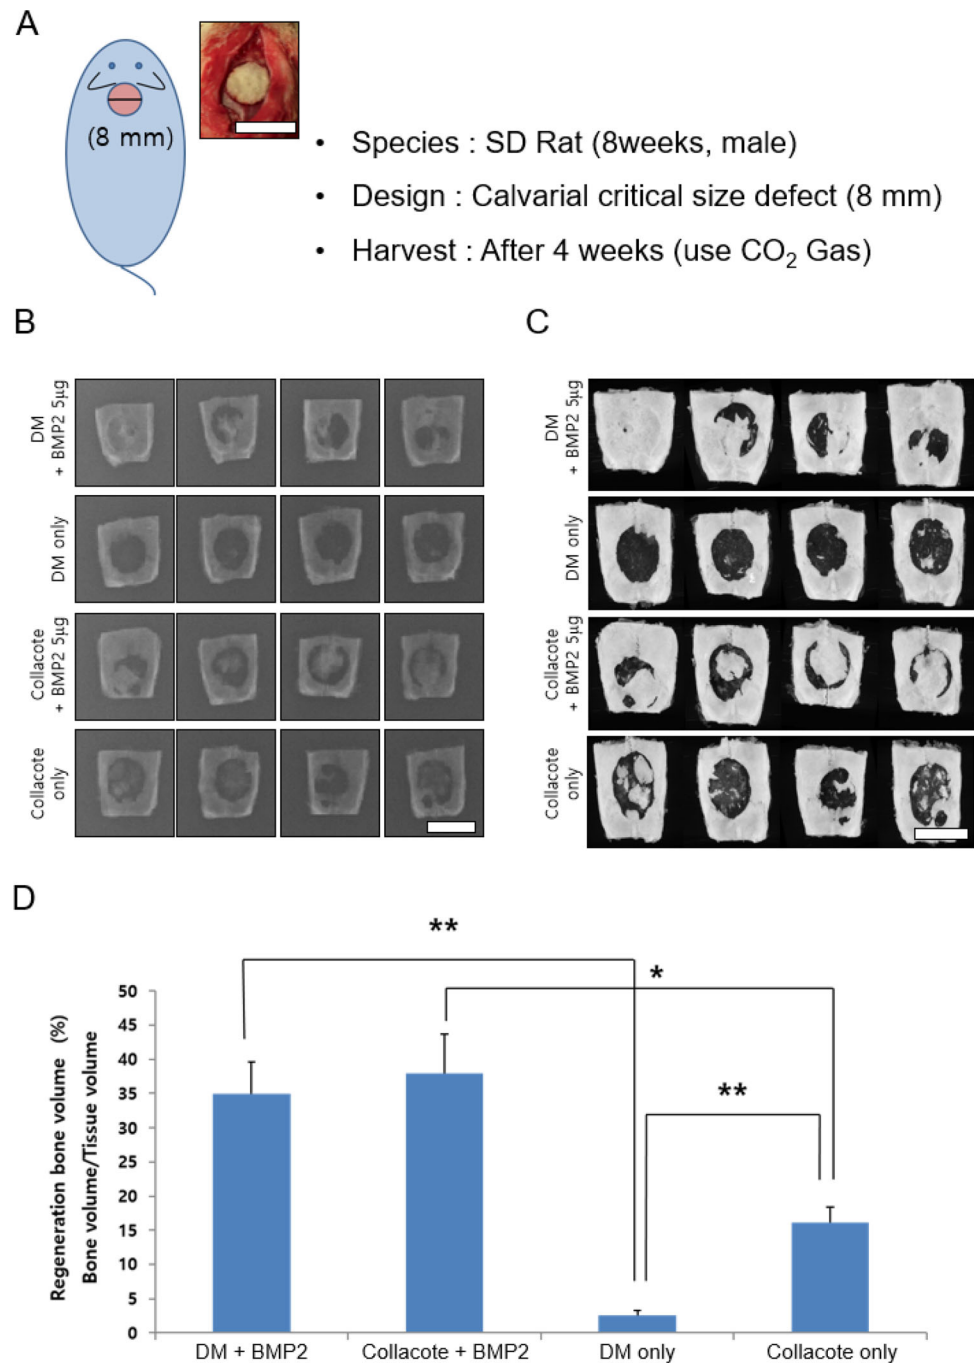 A
(8 mm)
• Species : SD Rat (8weeks, male)
• Design : Calvarial critical size defect (8 mm)
• Harvest : After 4 weeks (use CO₂ Gas)
B
DM
+ BMP2 5μg
DM only
Collacote
+ BMP2 5μg
Collacote
only
C
DM
+ BMP2 5μg
DM only
Collacote
+ BMP2 5μg
Collacote
only
D
**
*
**
Regeneration bone volume (%)
Bone volume/Tissue volume
50
45
40
35
30
25
20
15
10
5
0
DM + BMP2
Collacote + BMP2
DM only
Collacote only